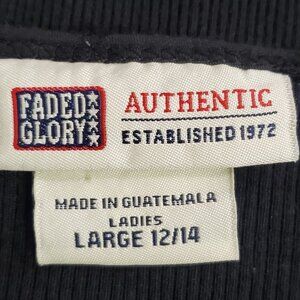 FADED
GLORY
AUTHENTIC
ESTABLISHED 1972
MADE IN GUATEMALA
LADIES
LARGE 12/14